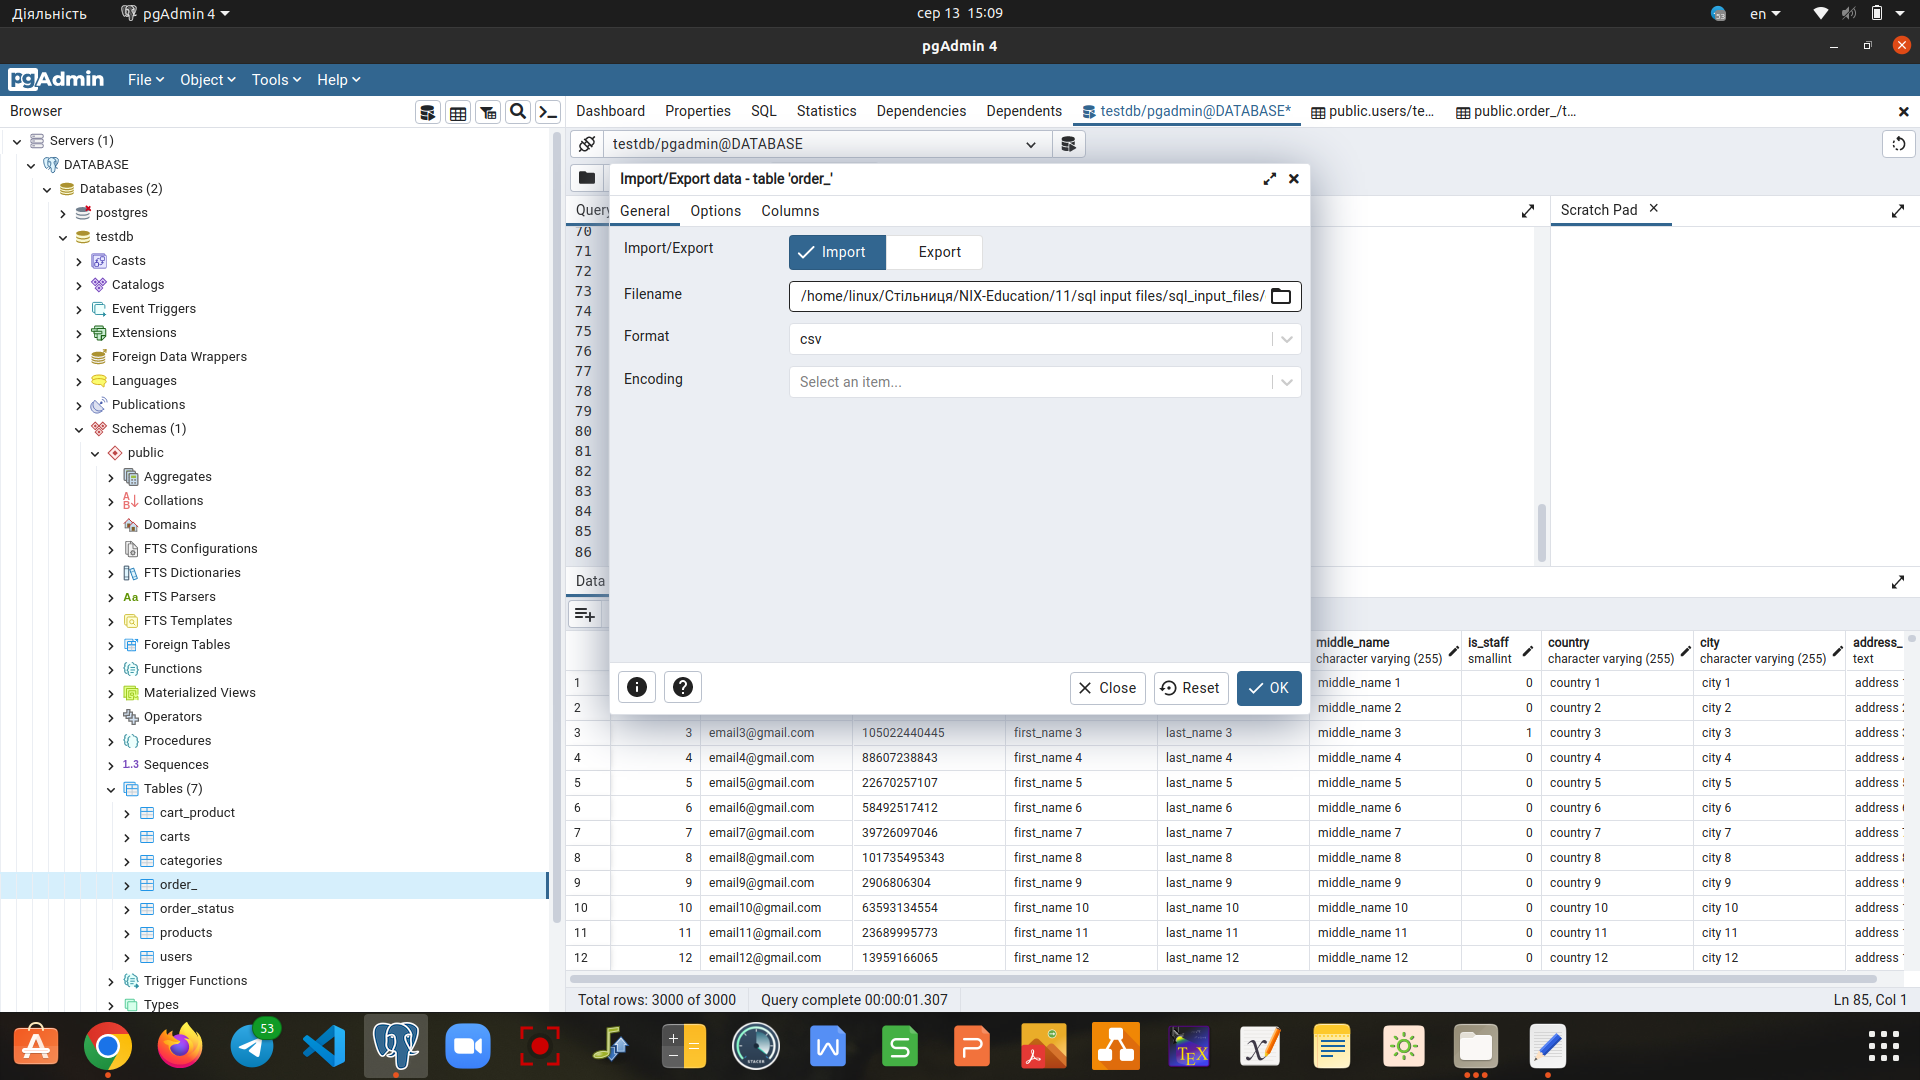 Діяльність
pgAdmin 4
сер 13 15:09
53
en
pgAdmin 4
pgAdmin
File
Object
Tools
Help
Browser
Dashboard
Properties
SQL
Statistics
Dependencies
Dependents
testdb/pgadmin@DATABASE*
public.users/te...
public.order_/t...
testdb/pgadmin@DATABASE
Servers (1)
DATABASE
Databases (2)
postgres
testdb
Casts
Catalogs
Event Triggers
Extensions
Foreign Data Wrappers
Languages
Publications
Schemas (1)
public
Aggregates
Collations
Domains
FTS Configurations
FTS Dictionaries
Aa FTS Parsers
FTS Templates
Foreign Tables
Functions
Materialized Views
Operators
Procedures
1..3 Sequences
Tables (7)
cart_product
carts
categories
order_
order_status
products
users
Trigger Functions
Types
Query
Scratch Pad
70
71
72
73
74
75
76
77
78
79
80
81
82
83
84
85
86
Import/Export data - table 'order_'
General
Options
Columns
Import/Export
Import
Export
Filename
/home/linux/Стільниця/NIX-Education/11/sql input files/sql_input_files/
Format
csv
Encoding
Select an item...
Close
Reset
OK
Data
middle_name
character varying (255)
is_staff
smallint
country
character varying (255)
city
character varying (255)
address_
text
1 middle_name 1 0 country 1 city 1 address
2 middle_name 2 0 country 2 city 2 address
3 3 email3@gmail.com 105022440445 first_name 3 last_name 3 middle_name 3 1 country 3 city 3 address
4 4 email4@gmail.com 88607238843 first_name 4 last_name 4 middle_name 4 0 country 4 city 4 address
5 5 email5@gmail.com 22670257107 first_name 5 last_name 5 middle_name 5 0 country 5 city 5 address
6 6 email6@gmail.com 58492517412 first_name 6 last_name 6 middle_name 6 0 country 6 city 6 address
7 7 email7@gmail.com 39726097046 first_name 7 last_name 7 middle_name 7 0 country 7 city 7 address
8 8 email8@gmail.com 101735495343 first_name 8 last_name 8 middle_name 8 0 country 8 city 8 address
9 9 email9@gmail.com 2906806304 first_name 9 last_name 9 middle_name 9 0 country 9 city 9 address
10 10 email10@gmail.com 63593134554 first_name 10 last_name 10 middle_name 10 0 country 10 city 10 address
11 11 email11@gmail.com 23689995773 first_name 11 last_name 11 middle_name 11 0 country 11 city 11 address
12 12 email12@gmail.com 13959166065 first_name 12 last_name 12 middle_name 12 0 country 12 city 12 address
Total rows: 3000 of 3000
Query complete 00:00:01.307
Ln 85, Col 1
53
STACER
W
S
P
TEX